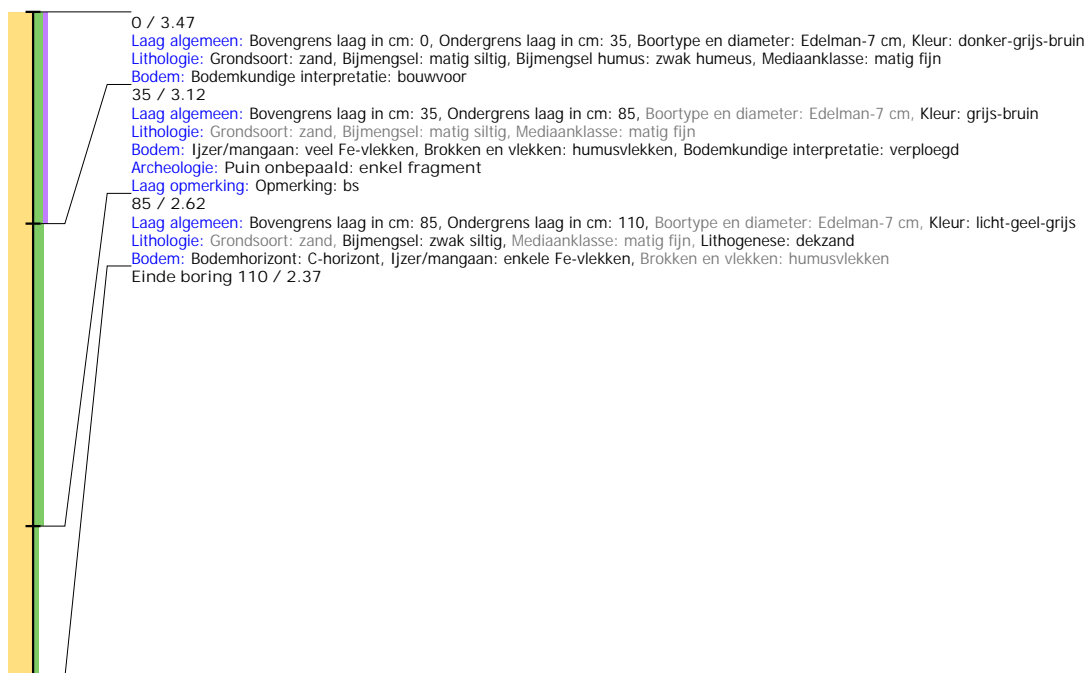 0 / 3.47
Laag algemeen: Bovengrens laag in cm: 0, Ondergrens laag in cm: 35, Boortype en diameter: Edelman-7 cm, Kleur: donker-grijs-bruin
Lithologie: Grondsoort: zand, Bijmengsel: matig siltig, Bijmengsel humus: zwak humeus, Mediaanklasse: matig fijn
Bodem: Bodemkundige interpretatie: bouwvoor
35 / 3.12
Laag algemeen: Bovengrens laag in cm: 35, Ondergrens laag in cm: 85, Boortype en diameter: Edelman-7 cm, Kleur: grijs-bruin
Lithologie: Grondsoort: zand, Bijmengsel: matig siltig, Mediaanklasse: matig fijn
Bodem: Ijzer/mangaan: veel Fe-vlekken, Brokken en vlekken: humusvlekken, Bodemkundige interpretatie: verploegd
Archeologie: Puin onbepaald: enkel fragment
Laag opmerking: Opmerking: bs
85 / 2.62
Laag algemeen: Bovengrens laag in cm: 85, Ondergrens laag in cm: 110, Boortype en diameter: Edelman-7 cm, Kleur: licht-geel-grijs
Lithologie: Grondsoort: zand, Bijmengsel: zwak siltig, Mediaanklasse: matig fijn, Lithogenese: dekzand
Bodem: Bodemhorizont: C-horizont, Ijzer/mangaan: enkele Fe-vlekken, Brokken en vlekken: humusvlekken
Einde boring 110 / 2.37